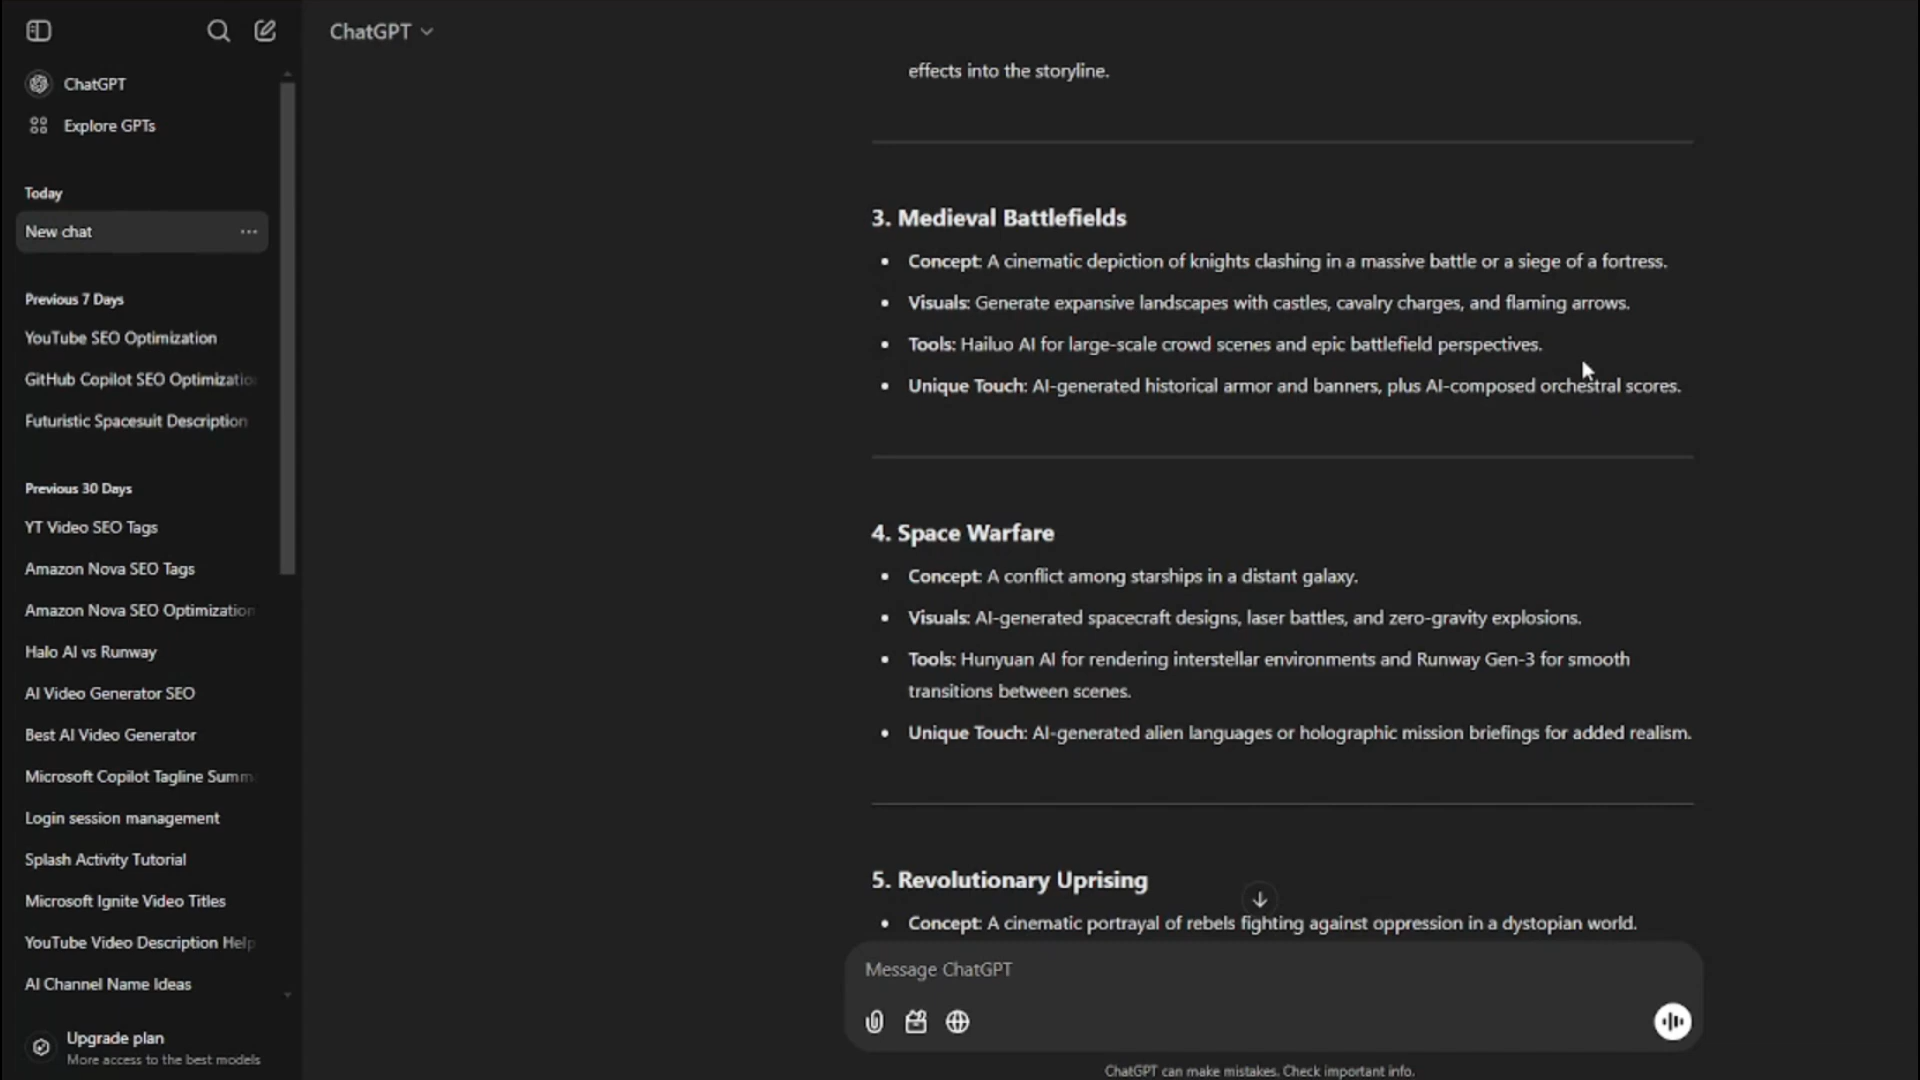 ChatGPT
Explore GPTs
Today
New chat
Previous 7 Days
YouTube SEO Optimization
GitHub Copilot SEO Optimizatio
Futuristic Spacesuit Description
Previous 30 Days
YT Video SEO Tags
Amazon Nova SEO Tags
Amazon Nova SEO Optimization
Halo AI vs Runway
AI Video Generator SEO
Best AI Video Generator
Microsoft Copilot Tagline Summ
Login session management
Splash Activity Tutorial
Microsoft Ignite Video Titles
YouTube Video Description Help
AI Channel Name Ideas
Upgrade plan
More access to the best models
ChatGPT
effects into the storyline.
3. Medieval Battlefields
• Concept: A cinematic depiction of knights clashing in a massive battle or a siege of a fortress.
• Visuals: Generate expansive landscapes with castles, cavalry charges, and flaming arrows.
• Tools: Hailuo AI for large-scale crowd scenes and epic battlefield perspectives.
• Unique Touch: AI-generated historical armor and banners, plus AI-composed orchestral scores.
4. Space Warfare
• Concept: A conflict among starships in a distant galaxy.
• Visuals: AI-generated spacecraft designs, laser battles, and zero-gravity explosions.
• Tools: Hunyuan AI for rendering interstellar environments and Runway Gen-3 for smooth
transitions between scenes.
• Unique Touch: AI-generated alien languages or holographic mission briefings for added realism.
5. Revolutionary Uprising
• Concept: A cinematic portrayal of rebels fighting against oppression in a dystopian world.
Message ChatGPT
ChatGPT can make mistakes. Check important info.